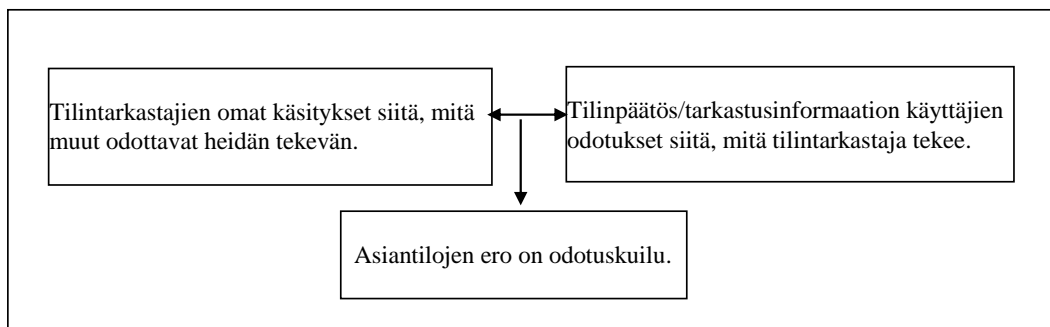 Tilintarkastajien omat käsitykset siitä, mitä
muut odottavat heidän tekevän.
Tilinpäätös/tarkastusinformaation käyttäjien
odotukset siitä, mitä tilintarkastaja tekee.
Asiantilojen ero on odotuskuilu.